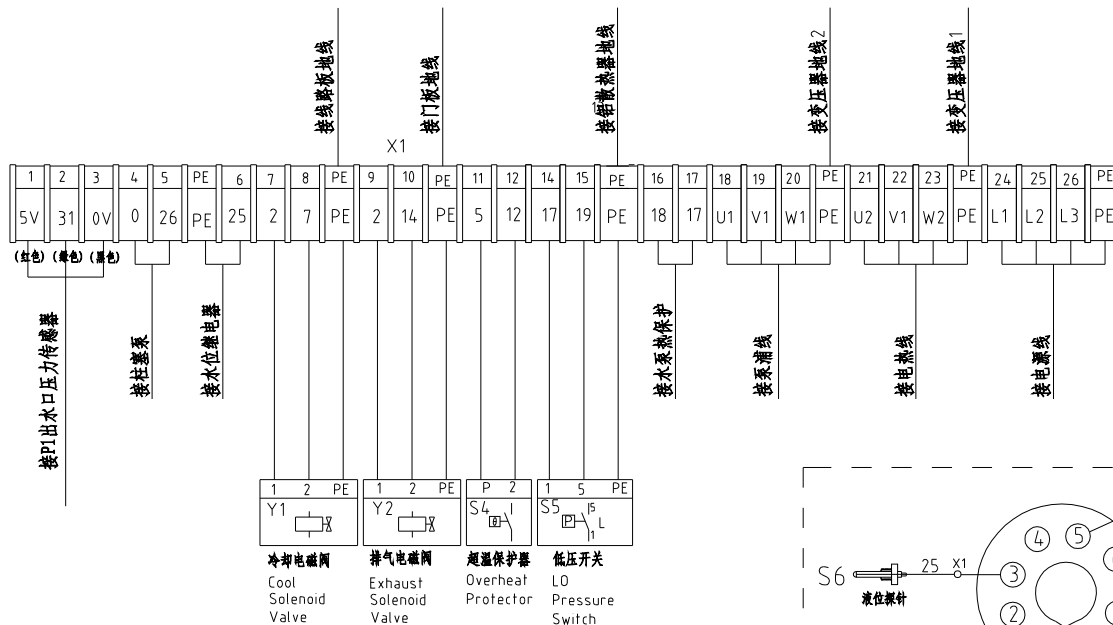 接线路板地线
接门板地线
接铝散热器地线
接变压器地线2
接变压器地线1
X1
1 2 3 4 5 PE 6 7 8 PE 9 10 PE 11 12 14 15 PE 16 17 18 19 20 PE 21 22 23 PE 24 25 26 PE
5V 31 0V 0 26 PE 25 2 7 PE 2 14 PE 5 12 17 19 PE 18 17 U1 V1 W1 PE U2 V1 W2 PE L1 L2 L3 PE
(红色) (绿色) (黑色)
接P1出水口压力传感器
接柱塞泵
接水位继电器
接水泵热保护
接泵浦线
接电热线
接电源线
1 2 PE
Y1
冷却电磁阀
Cool
Solenoid
Valve
1 2 PE
Y2
排气电磁阀
Exhaust
Solenoid
Valve
P 2
S4
θ
超温保护器
Overheat
Protector
1 5 PE
S5
P
5
L
1
低压开关
LO
Pressure
Switch
S6
25
X1
液位探针
4
5
3
2